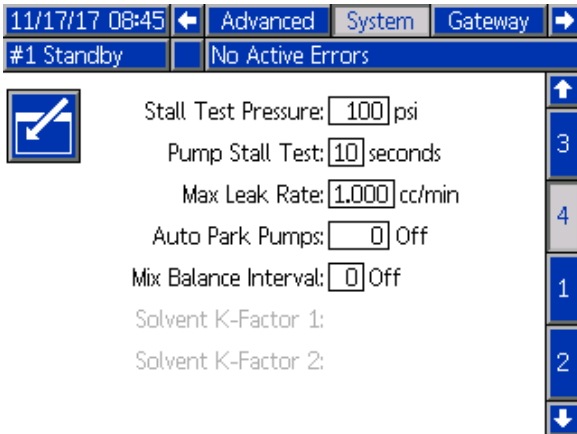 11/17/17 08:45 Advanced System Gateway
#1 Standby No Active Errors
Stall Test Pressure: 100 psi
3
Pump Stall Test: 10 seconds
Max Leak Rate: 1.000 cc/min
4
Auto Park Pumps: 0 Off
Mix Balance Interval: 0 Off
1
Solvent K-Factor 1:
Solvent K-Factor 2:
2